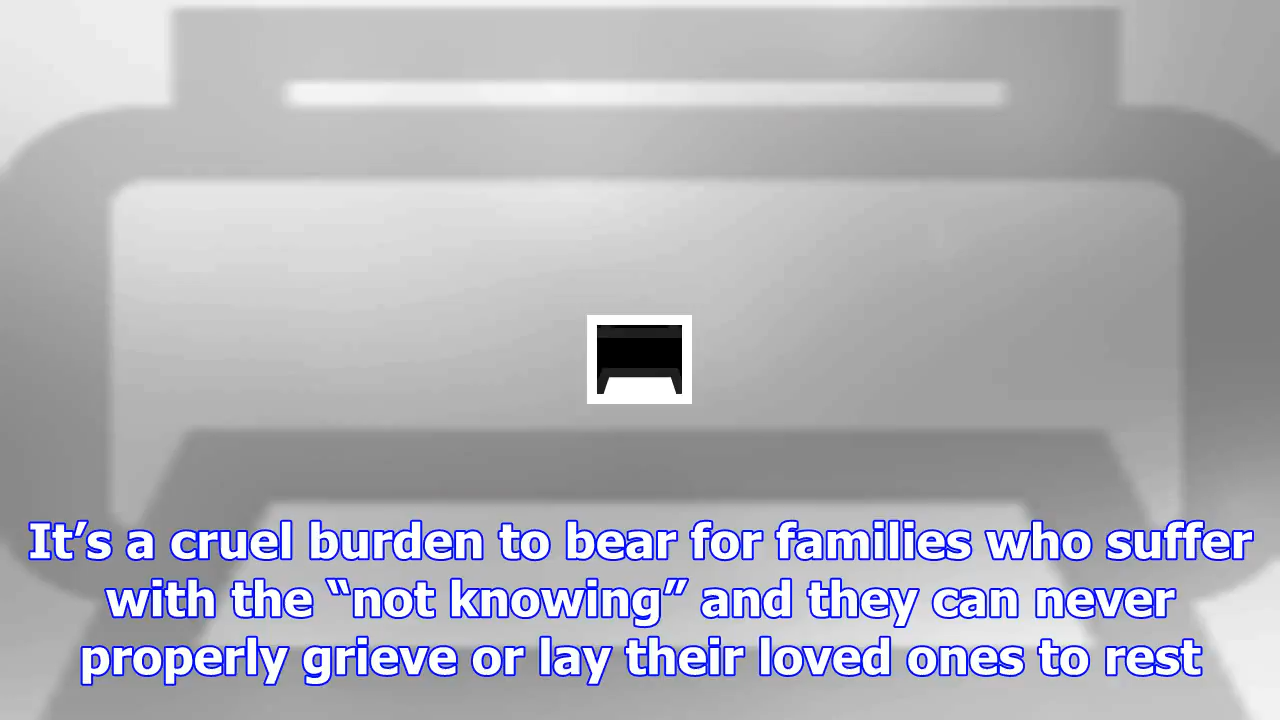 It’s a cruel burden to bear for families who suffer
with the “not knowing” and they can never
properly grieve or lay their loved ones to rest